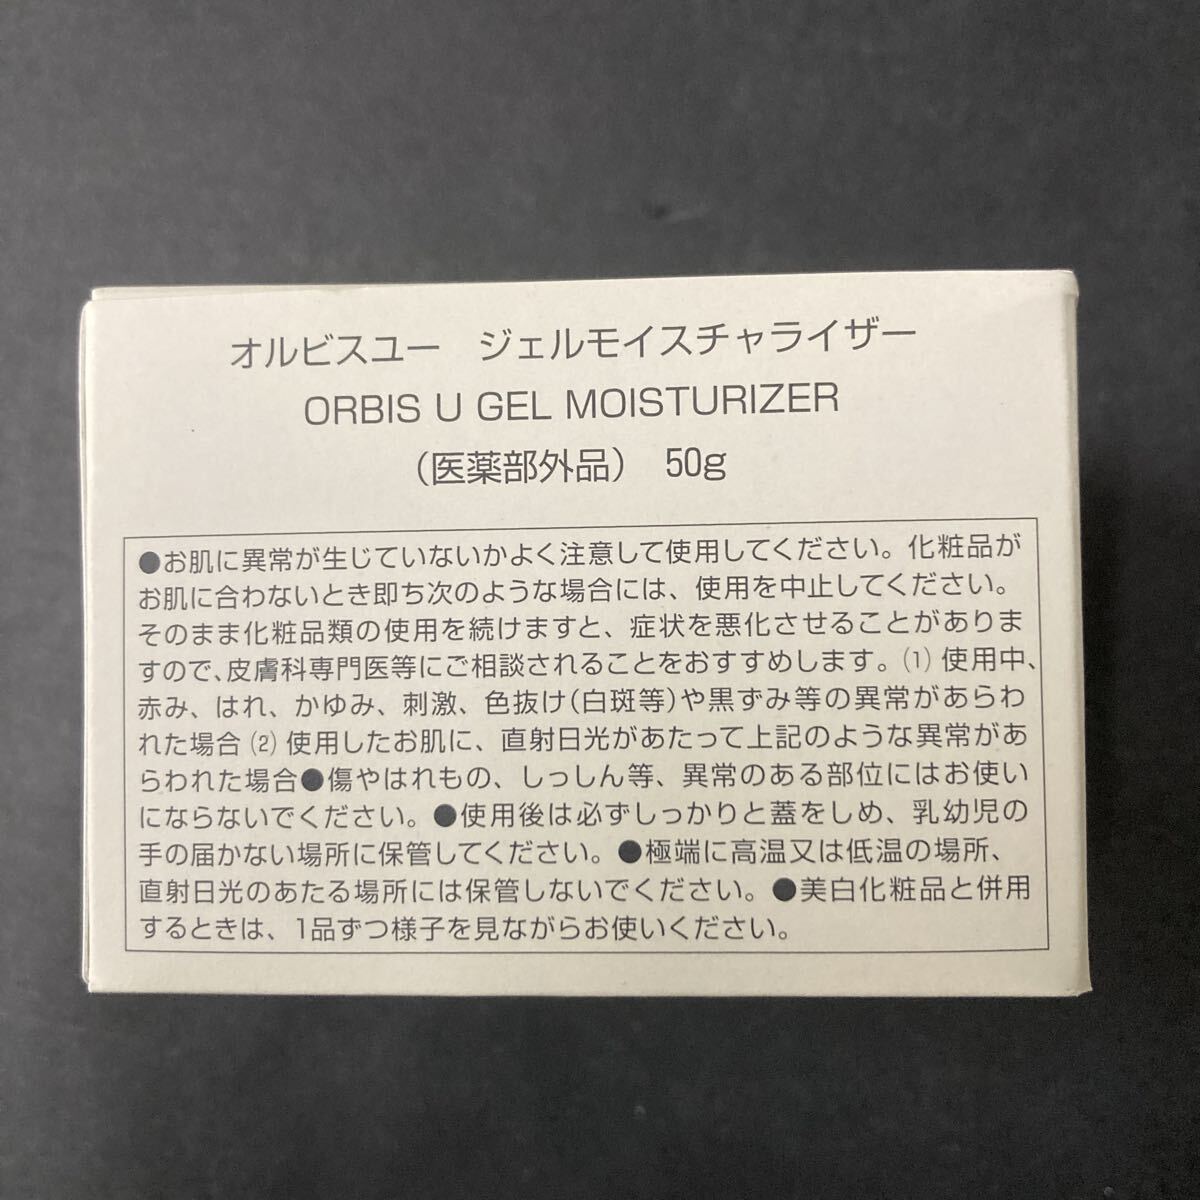 オルビスユー　ジェルモイスチャライザー
ORBIS U GEL MOISTURIZER
（医薬部外品）　50g
●お肌に異常が生じていないかよく注意して使用してください。化粧品が
お肌に合わないとき即ち次のような場合には、使用を中止してください。
そのまま化粧品類の使用を続けますと、症状を悪化させることがありま
すので、皮膚科専門医等にご相談されることをおすすめします。(1)使用中、
赤み、はれ、かゆみ、刺激、色抜け(白斑等)や黒ずみ等の異常があらわ
れた場合(2)使用したお肌に、直射日光があたって上記のような異常があ
らわれた場合●傷やはれもの、しっしん等、異常のある部位にはお使い
にならないでください。●使用後は必ずしっかりと蓋をしめ、乳幼児の
手の届かない場所に保管してください。●極端に高温又は低温の場所、
直射日光のあたる場所には保管しないでください。●美白化粧品と併用
するときは、1品ずつ様子を見ながらお使いください。